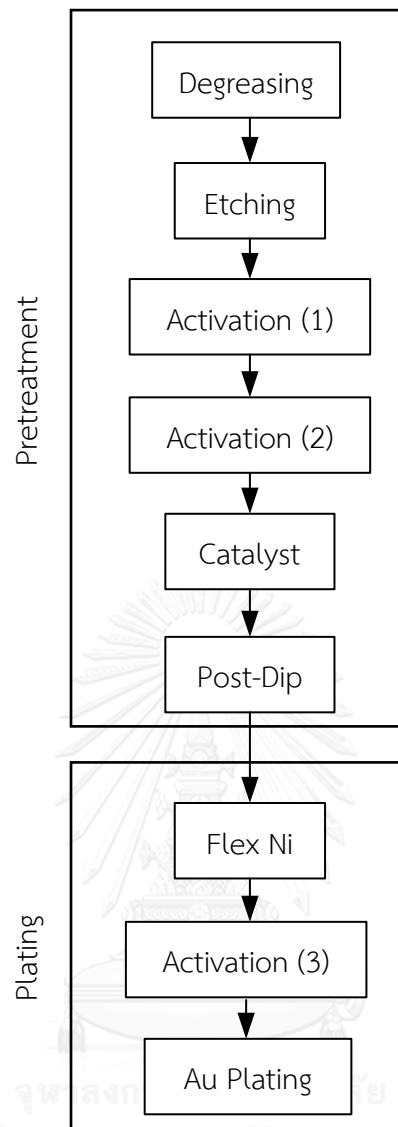 Pretreatment
Degreasing
Etching
Activation (1)
Activation (2)
Catalyst
Post-Dip
Plating
Flex Ni
Activation (3)
Au Plating